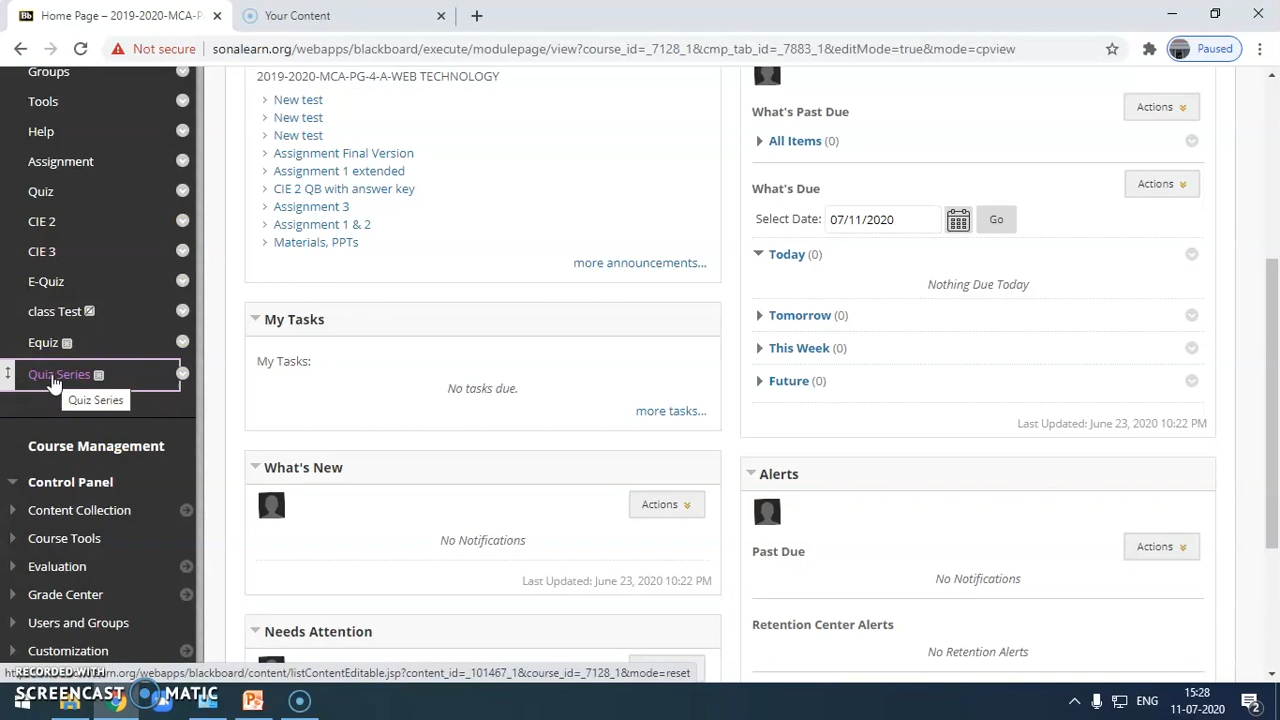 Home Page – 2019-2020-MCA-P
Your Content
Not secure
sonalearn.org/webapps/blackboard/execute/modulepage/view?course_id=_7128_1&cmp_tab_id=_7883_1&editMode=true&mode=cpview
Paused
Groups
Tools
Help
Assignment
Quiz
CIE 2
CIE 3
E-Quiz
class Test
Equiz
Quiz Series
Quiz Series
Course Management
Control Panel
Content Collection
Course Tools
Evaluation
Grade Center
Users and Groups
Customization
2019-2020-MCA-PG-4-A-WEB TECHNOLOGY
New test
New test
New test
Assignment Final Version
Assignment 1 extended
CIE 2 QB with answer key
Assignment 3
Assignment 1 & 2
Materials, PPTs
more announcements...
My Tasks
My Tasks:
No tasks due.
more tasks...
What's New
Actions
No Notifications
Last Updated: June 23, 2020 10:22 PM
Needs Attention
Actions
What's Past Due
All Items (0)
Actions
What's Due
Select Date: 07/11/2020 Go
Today (0)
Nothing Due Today
Tomorrow (0)
This Week (0)
Future (0)
Last Updated: June 23, 2020 10:22 PM
Alerts
Actions
Past Due
No Notifications
Retention Center Alerts
No Retention Alerts
earn.org/webapps/blackboard/content/listContentEditable.jsp?content_id=_101467_1&course_id=_7128_1&mode=reset
RECORDED WITH
SCREENCAST MATIC
ENG
15:28
11-07-2020
2